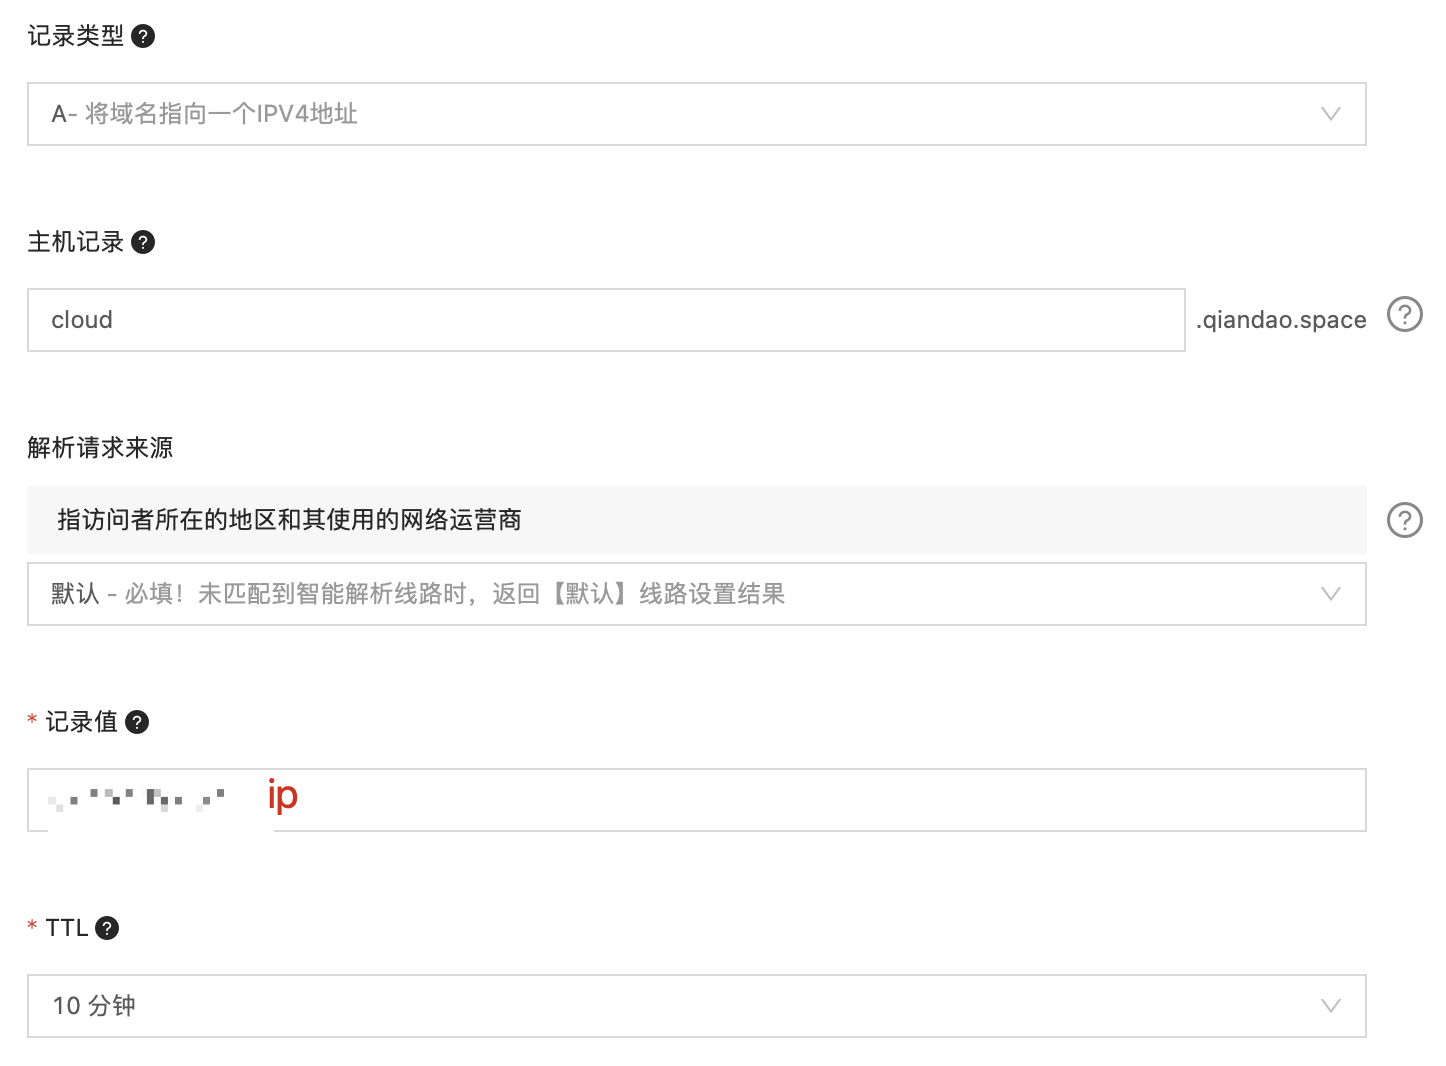 记录类型 ?
A- 将域名指向一个IPV4地址
主机记录 ?
cloud
.qiandao.space ?
解析请求来源
指访问者所在的地区和其使用的网络运营商 ?
默认 - 必填！未匹配到智能解析线路时，返回【默认】线路设置结果
* 记录值 ?
ip
* TTL ?
10 分钟